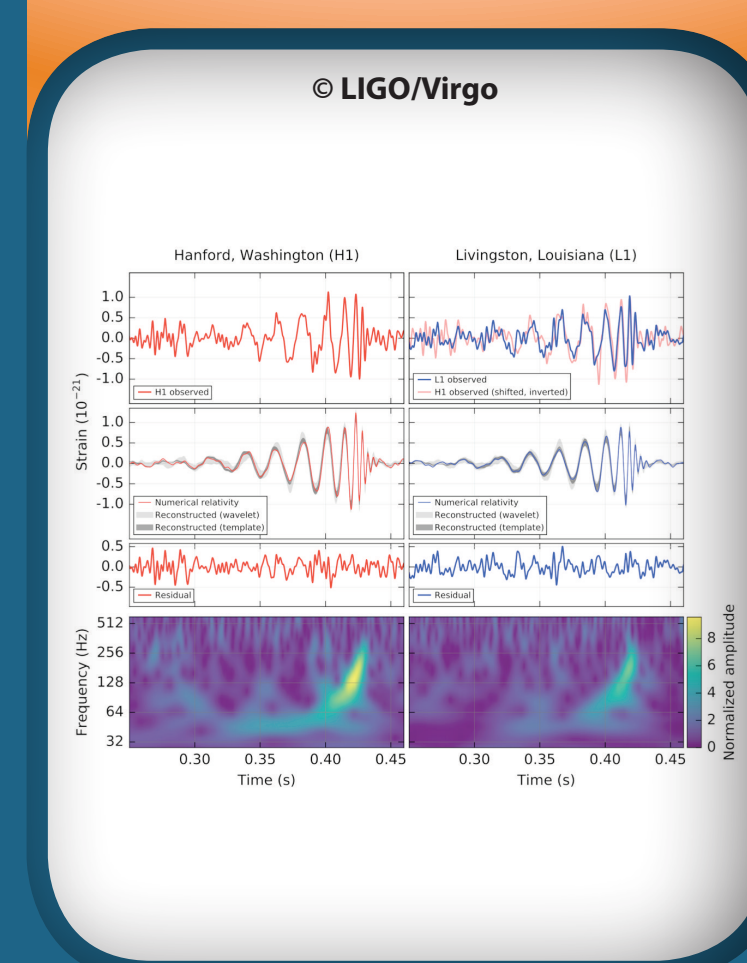 © LIGO/Virgo
Hanford, Washington (H1)
Livingston, Louisiana (L1)
Strain (10⁻²¹)
1.0
0.5
0.0
-0.5
-1.0
H1 observed
L1 observed
H1 observed (shifted, inverted)
1.0
0.5
0.0
-0.5
-1.0
Numerical relativity
Reconstructed (wavelet)
Reconstructed (template)
Numerical relativity
Reconstructed (wavelet)
Reconstructed (template)
0.5
0.0
-0.5
Residual
Residual
Frequency (Hz)
512
256
128
64
32
Normalized amplitude
8
6
4
2
0
0.30 0.35 0.40 0.45
0.30 0.35 0.40 0.45
Time (s)
Time (s)